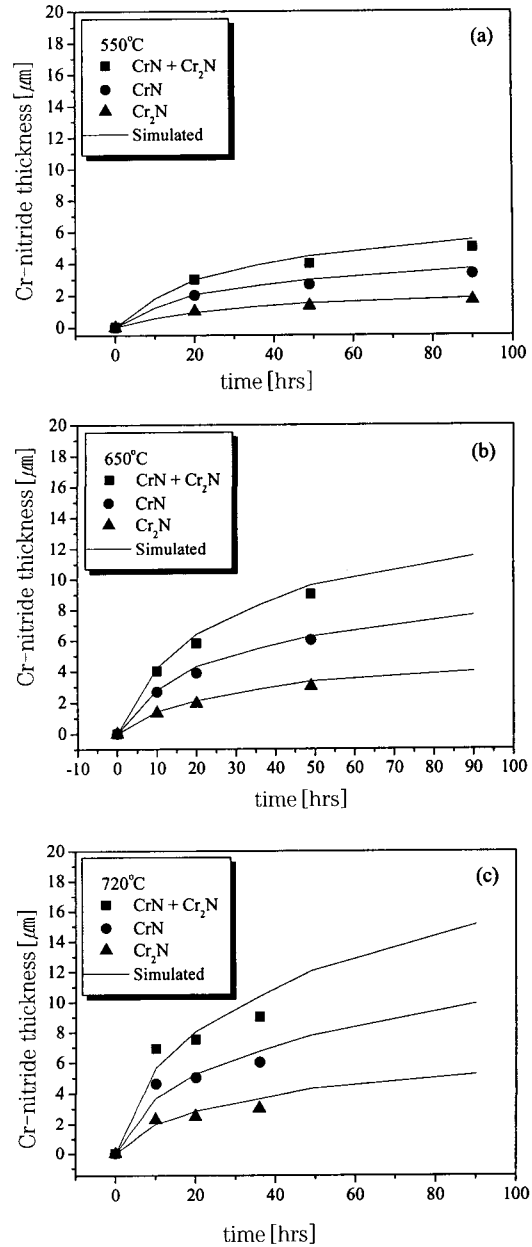 20
18
16
14
12
10
8
6
4
2
0
Cr-nitride thickness [μm]
550°C
CrN + Cr₂N
CrN
Cr₂N
Simulated
(a)
0 20 40 60 80 100
time [hrs]
20
18
16
14
12
10
8
6
4
2
0
Cr-nitride thickness [μm]
650°C
CrN + Cr₂N
CrN
Cr₂N
Simulated
(b)
-10 0 10 20 30 40 50 60 70 80 90 100
time [hrs]
20
18
16
14
12
10
8
6
4
2
0
Cr-nitride thickness [μm]
720°C
CrN + Cr₂N
CrN
Cr₂N
Simulated
(c)
0 20 40 60 80 100
time [hrs]